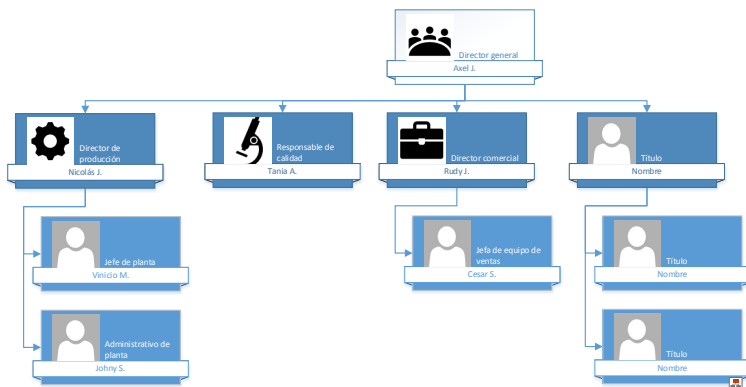 Director general
Axel J.
Director de
producción
Nicolás J.
Responsable de
calidad
Tania A.
Director comercial
Rudy J.
Título
Nombre
Jefe de planta
Vinicio M.
Jefa de equipo de
ventas
Cesar S.
Título
Nombre
Administrativo de
planta
Johny S.
Título
Nombre